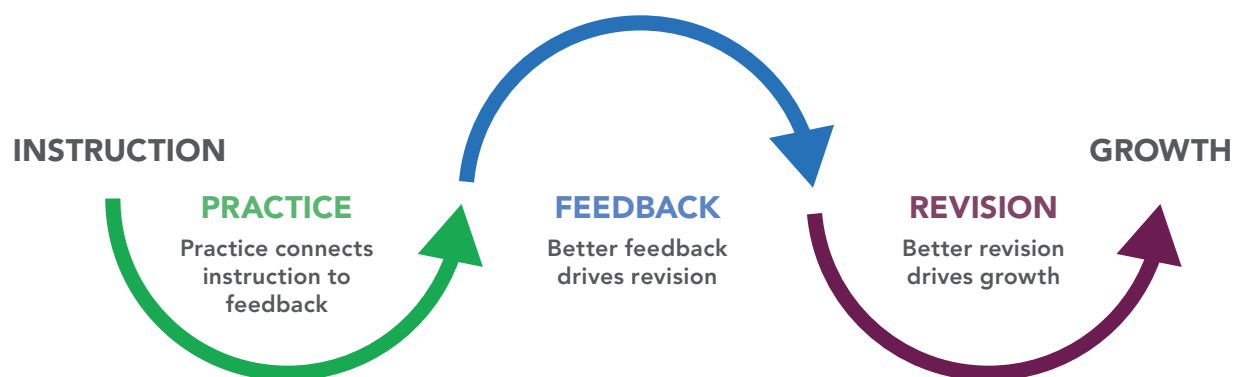 INSTRUCTION
GROWTH
PRACTICE
Practice connects
instruction to
feedback
FEEDBACK
Better feedback
drives revision
REVISION
Better revision
drives growth